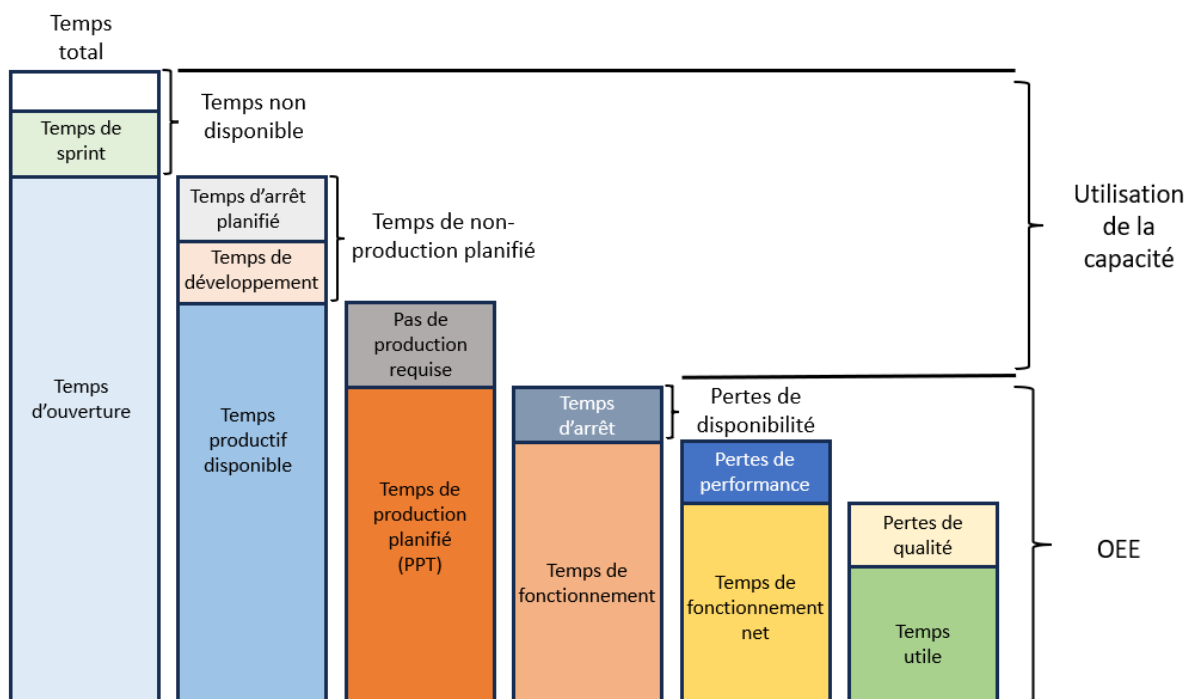 Temps
total
Temps de
sprint
Temps non
disponible
Temps
d'ouverture
Temps d'arrêt
planifié
Temps de
développement
Temps de non-
production planifié
Temps
productif
disponible
Pas de
production
requise
Temps de
production
planifié
(PPT)
Temps
d'arrêt
Pertes de
disponibilité
Temps de
fonctionnement
Pertes de
performance
Temps de
fonctionnement
net
Pertes de
qualité
Temps
utile
Utilisation
de la
capacité
OEE